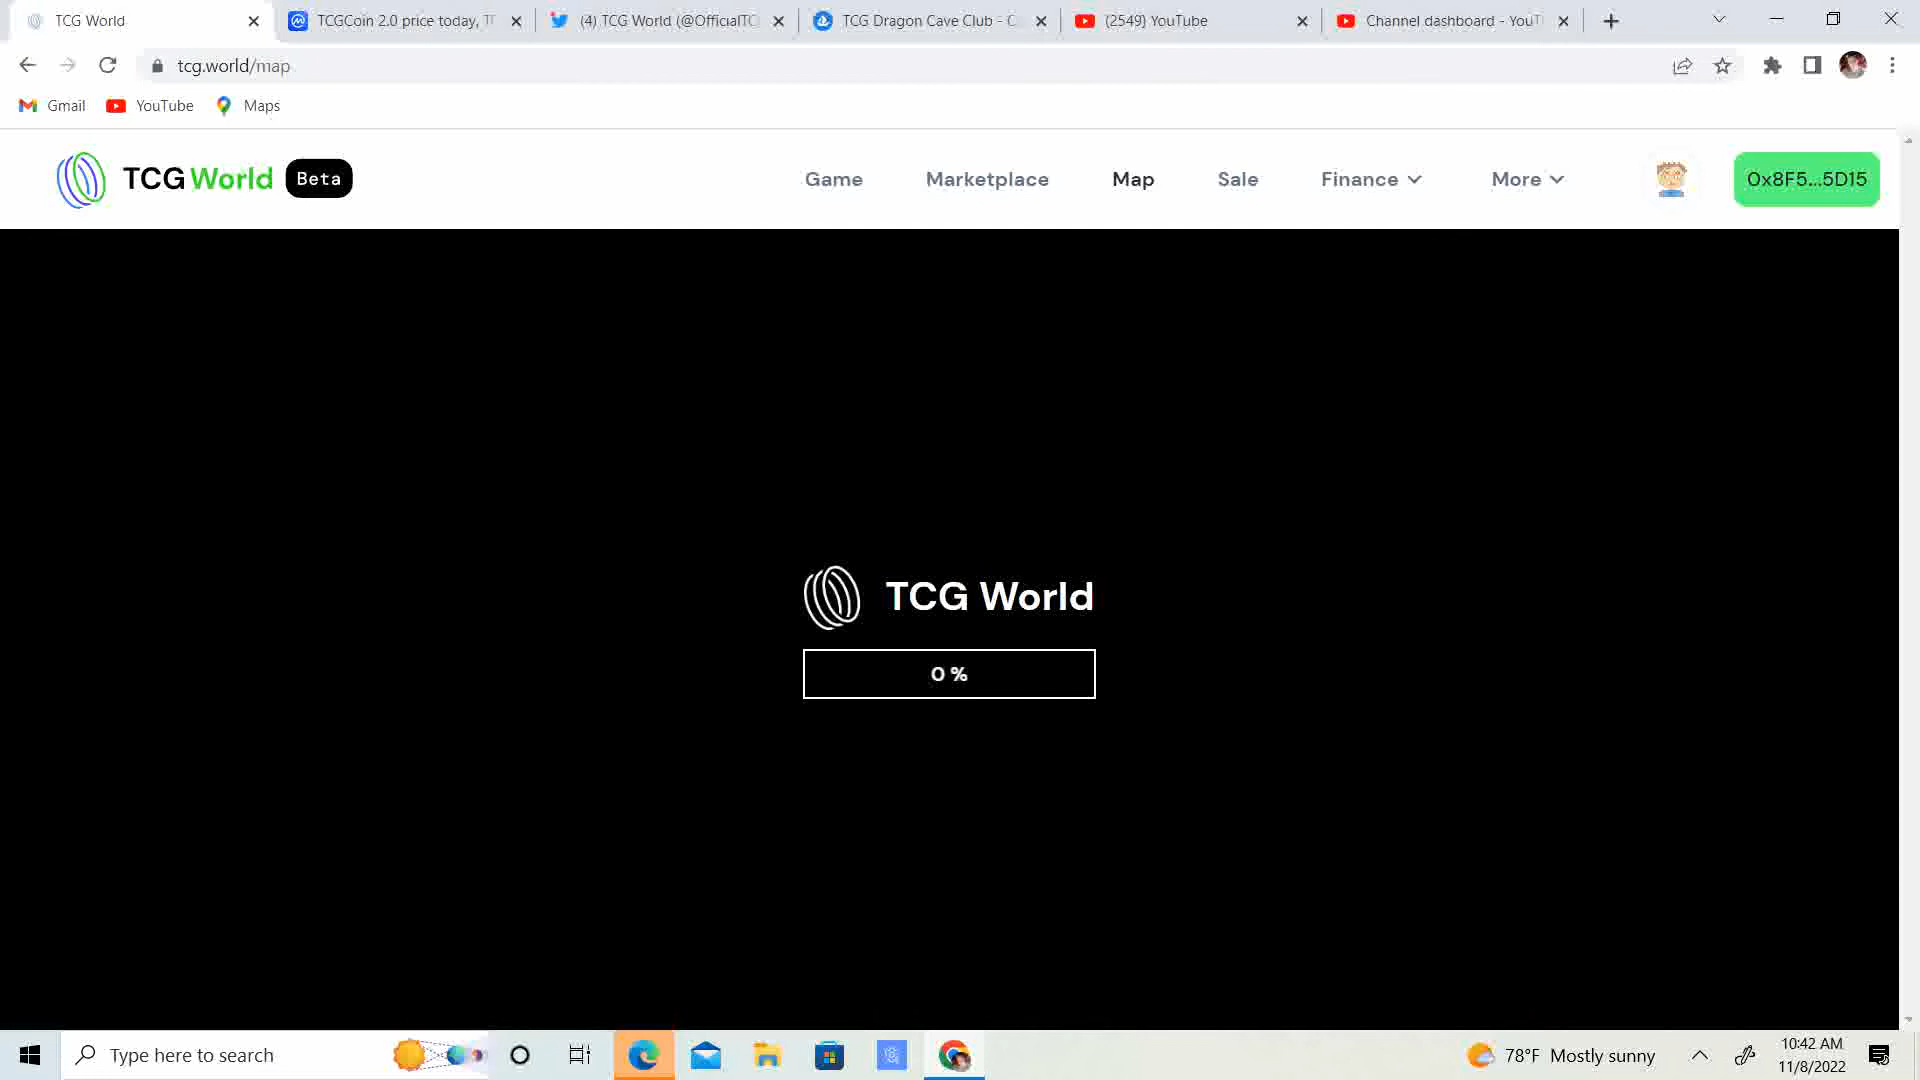 TCG World
TCGCoin 2.0 price today, T
(4) TCG World (@OfficialTC
TCG Dragon Cave Club - C
(2549) YouTube
Channel dashboard - YouT
tcg.world/map
Gmail
YouTube
Maps
TCG World Beta
Game
Marketplace
Map
Sale
Finance
More
0x8F5...5D15
TCG World
0 %
Type here to search
78°F Mostly sunny
10:42 AM
11/8/2022